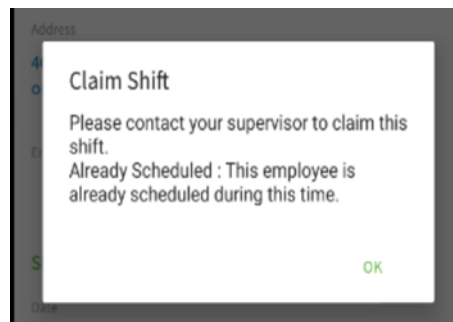 Address
Claim Shift
Please contact your supervisor to claim this
shift.
Already Scheduled : This employee is
already scheduled during this time.
OK
Date